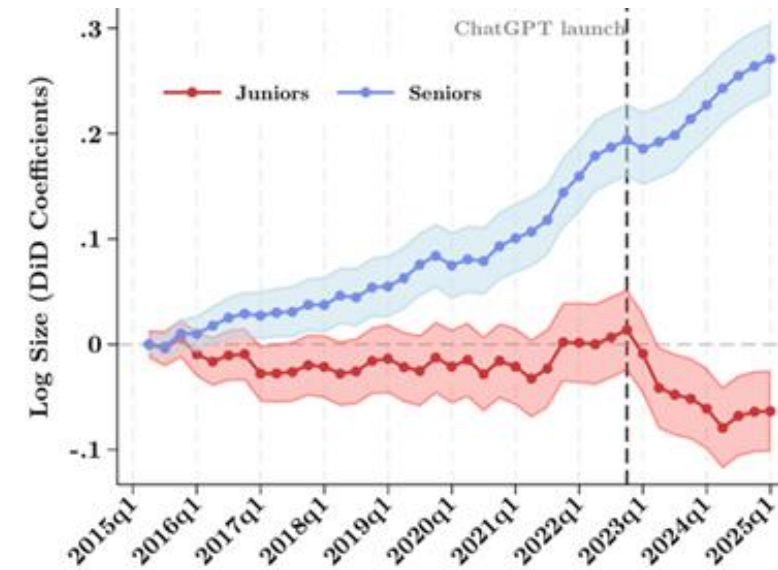 ChatGPT launch
Juniors
Seniors
Log Size (DiD Coefficients)
.3
.2
.1
0
-.1
2015q1
2016q1
2017q1
2018q1
2019q1
2020q1
2021q1
2022q1
2023q1
2024q1
2025q1